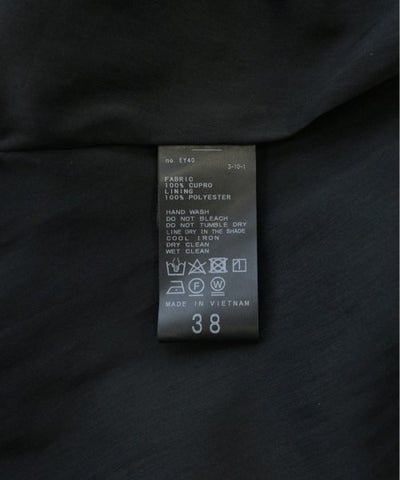 no. EY40 3-10-1
FABRIC
100% CUPRO
LINING
100% POLYESTER
HAND WASH
DO NOT BLEACH
DO NOT TUMBLE DRY
LINE DRY IN THE SHADE
COOL IRON
DRY CLEAN
WET CLEAN
F W
MADE IN VIETNAM
38